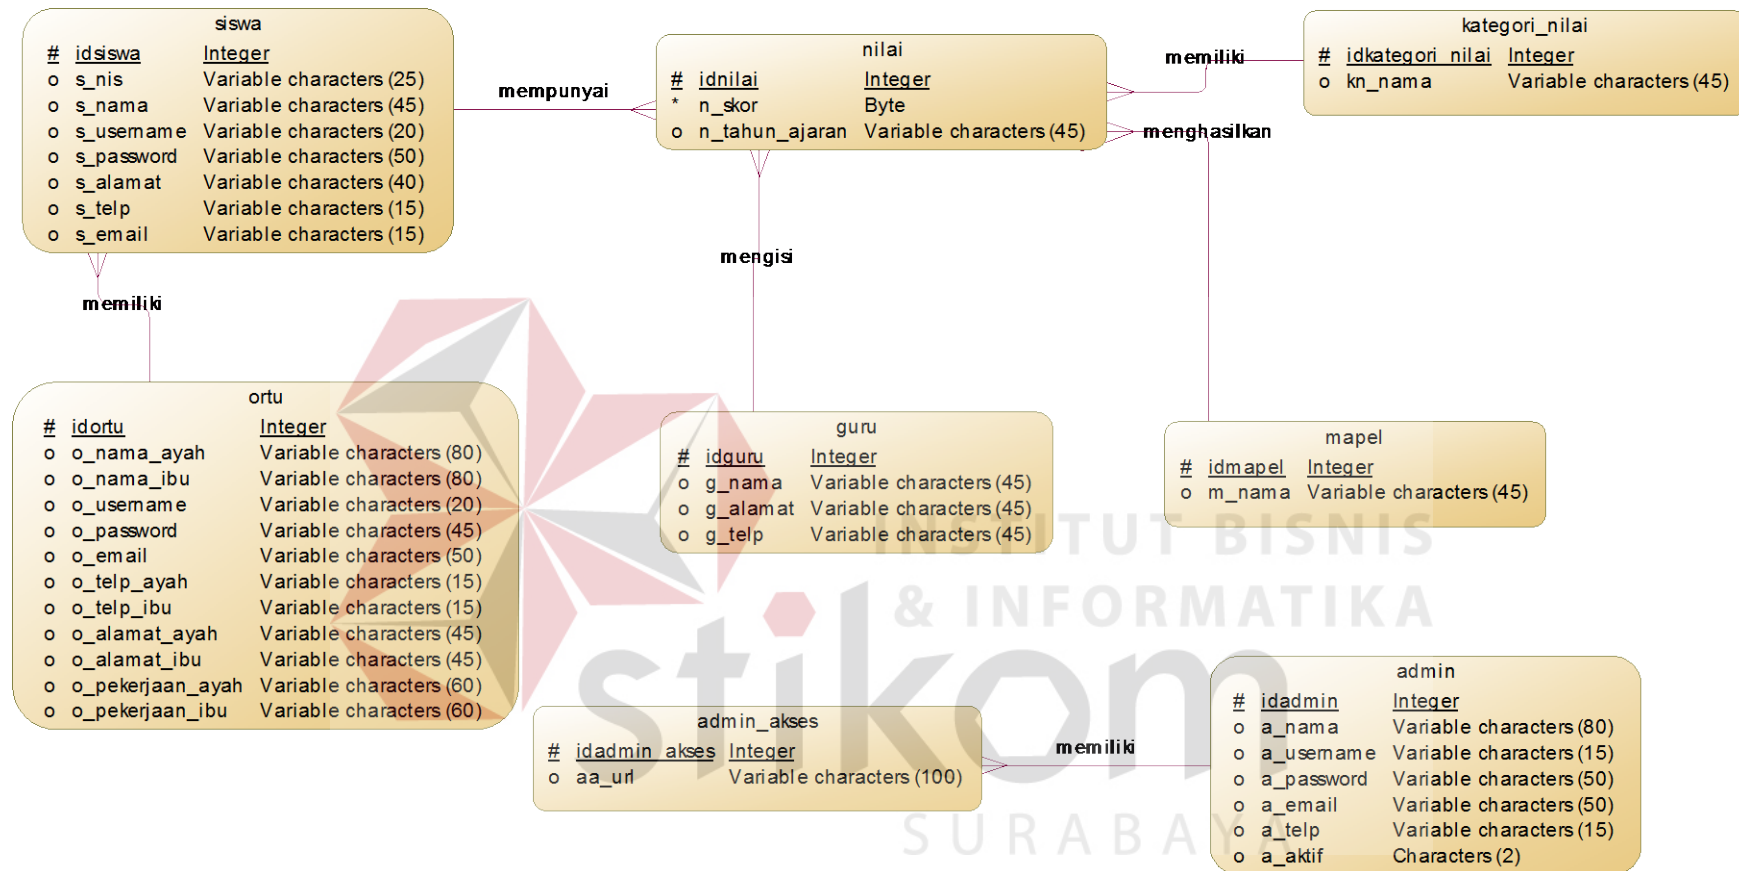 siswa
# idsiswa Integer
o s_nis Variable characters (25)
o s_nama Variable characters (45)
o s_username Variable characters (20)
o s_password Variable characters (50)
o s_alamat Variable characters (40)
o s_telp Variable characters (15)
o s_email Variable characters (15)
mempunyai
nilai
# idnilai Integer
* n_skor Byte
o n_tahun_ajaran Variable characters (45)
memiliki
kategori_nilai
# idkategori_nilai Integer
o kn_nama Variable characters (45)
menghasilkan
mengisi
memiliki
ortu
# idortu Integer
o o_nama_ayah Variable characters (80)
o o_nama_ibu Variable characters (80)
o o_username Variable characters (20)
o o_password Variable characters (45)
o o_email Variable characters (50)
o o_telp_ayah Variable characters (15)
o o_telp_ibu Variable characters (15)
o o_alamat_ayah Variable characters (45)
o o_alamat_ibu Variable characters (45)
o o_pekerjaan_ayah Variable characters (60)
o o_pekerjaan_ibu Variable characters (60)
guru
# idguru Integer
o g_nama Variable characters (45)
o g_alamat Variable characters (45)
o g_telp Variable characters (45)
mapel
# idmapel Integer
o m_nama Variable characters (45)
INSTITUT BISNIS
& INFORMATIKA
stikom
SURABAYA
admin_akses
# idadmin_akses Integer
o aa_url Variable characters (100)
memiliki
admin
# idadmin Integer
o a_nama Variable characters (80)
o a_username Variable characters (15)
o a_password Variable characters (50)
o a_email Variable characters (50)
o a_telp Variable characters (15)
o a_aktif Characters (2)